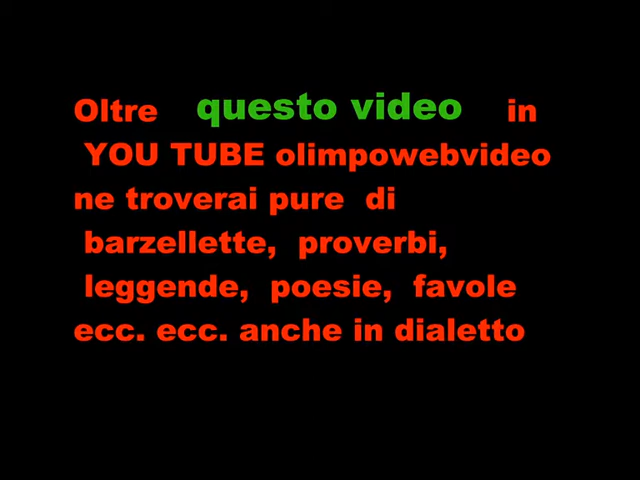 Oltre questo video in
YOU TUBE olimpowebvideo
ne troverai pure di
barzellette, proverbi,
leggende, poesie, favole
ecc. ecc. anche in dialetto